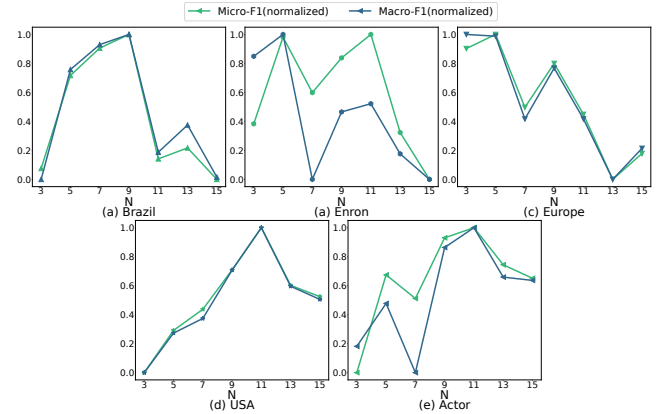 Micro-F1(normalized) Macro-F1(normalized)
1.0 1.0 1.0
0.8 0.8 0.8
0.6 0.6 0.6
0.4 0.4 0.4
0.2 0.2 0.2
0.0 0.0 0.0
3 5 7 9 11 13 15 3 5 7 9 11 13 15 3 5 7 9 11 13 15
N N N
(a) Brazil (a) Enron (c) Europe
1.0 1.0
0.8 0.8
0.6 0.6
0.4 0.4
0.2 0.2
0.0 0.0
3 5 7 9 11 13 15 3 5 7 9 11 13 15
N N
(d) USA (e) Actor